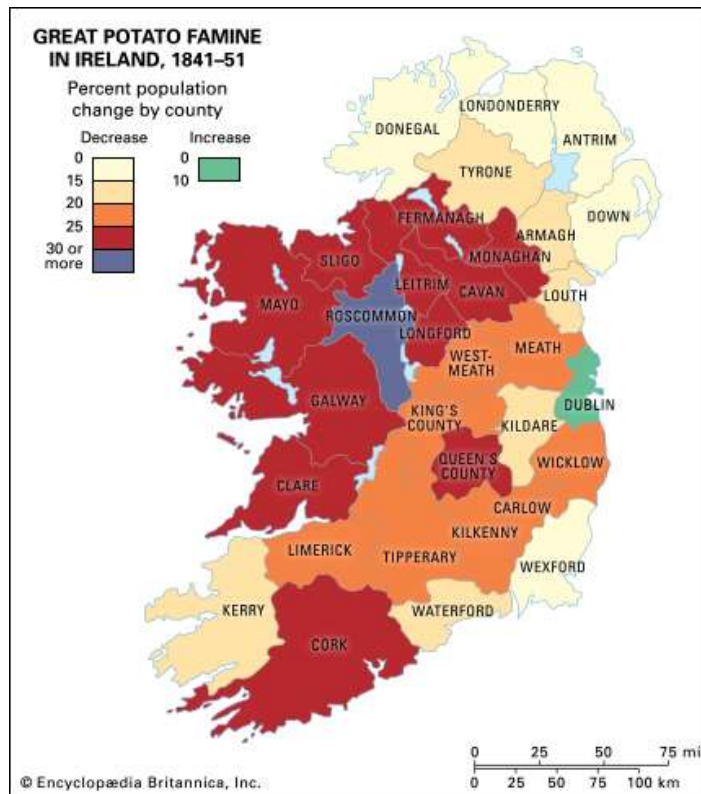 GREAT POTATO FAMINE
IN IRELAND, 1841–51
Percent population
change by county
Decrease
Increase
0
15
20
25
30 or
more
0
10
DONEGAL
LONDONDERRY
ANTRIM
TYRONE
DOWN
FERMANAGH
ARMAGH
MONAGHAN
SLIGO
LEITRIM
CAVAN
LOUTH
MAYO
ROSCOMMON
LONGFORD
MEATH
WEST-
MEATH
GALWAY
DUBLIN
KING'S
COUNTY
KILDARE
QUEEN'S
COUNTY
WICKLOW
CLARE
CARLOW
KILKENNY
LIMERICK
TIPPERARY
WEXFORD
KERRY
WATERFORD
CORK
0 25 50 75 mi
0 25 50 75 100 km
© Encyclopædia Britannica, Inc.